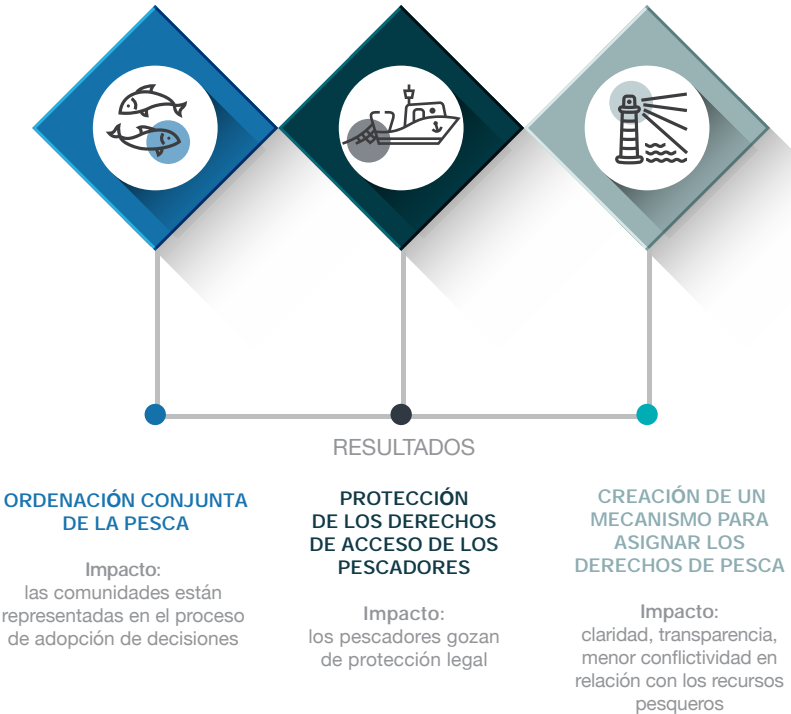 RESULTADOS
ORDENACIÓN CONJUNTA
DE LA PESCA
Impacto:
las comunidades están
representadas en el proceso
de adopción de decisiones
PROTECCIÓN
DE LOS DERECHOS
DE ACCESO DE LOS
PESCADORES
Impacto:
los pescadores gozan
de protección legal
CREACIÓN DE UN
MECANISMO PARA
ASIGNAR LOS
DERECHOS DE PESCA
Impacto:
claridad, transparencia,
menor conflictividad en
relación con los recursos
pesqueros